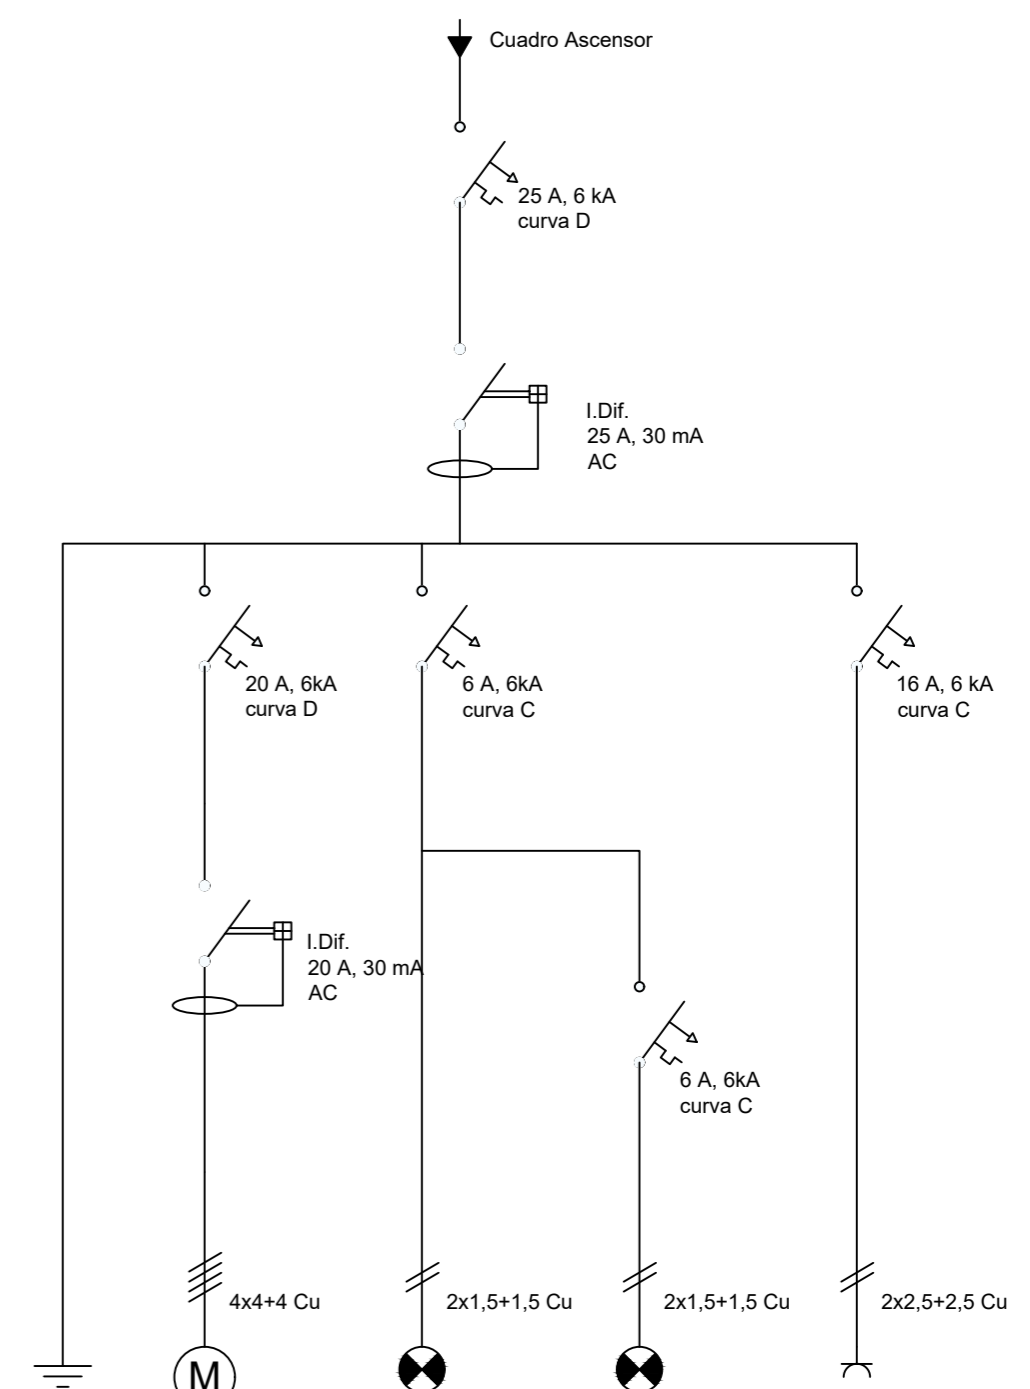 Cuadro Ascensor
25 A, 6 kA
curva D
I.Dif.
25 A, 30 mA
AC
20 A, 6kA
curva D
6 A, 6kA
curva C
16 A, 6 kA
curva C
I.Dif.
20 A, 30 mA
AC
6 A, 6kA
curva C
4x4+4 Cu
2x1,5+1,5 Cu
2x1,5+1,5 Cu
2x2,5+2,5 Cu
M